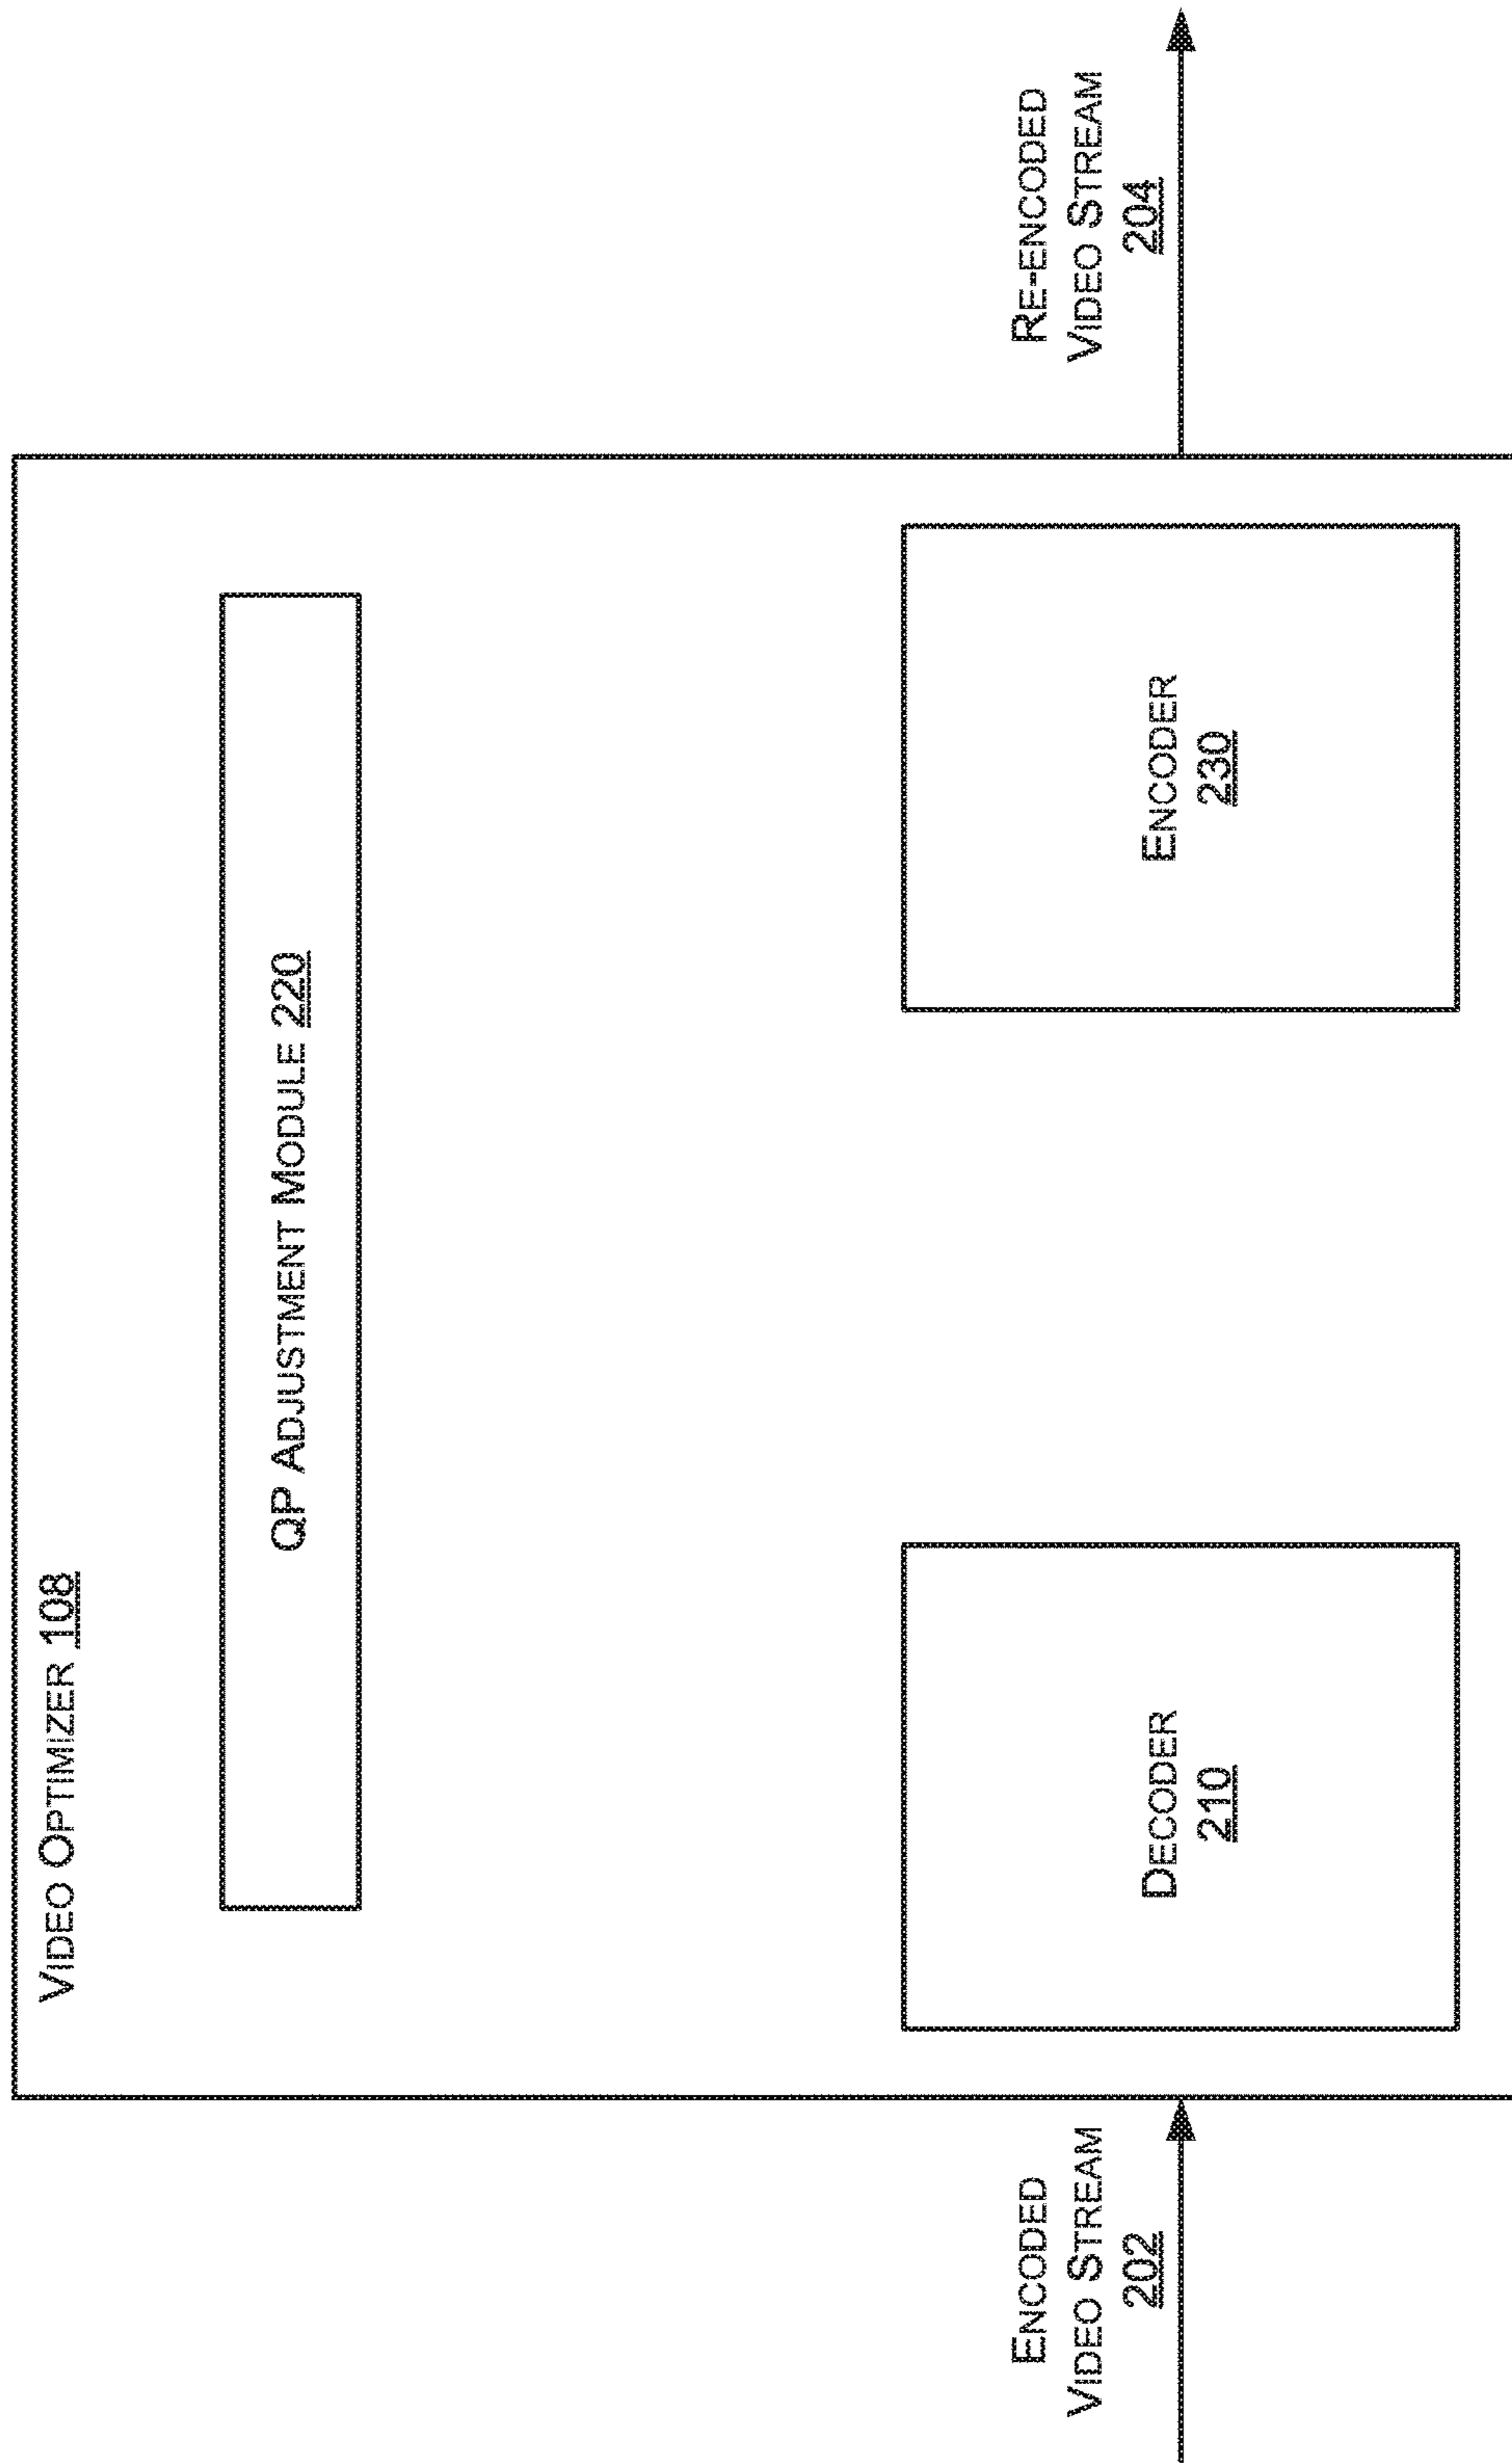 VIDEO OPTIMIZER 108
QP ADJUSTMENT MODULE 220
ENCODED
VIDEO STREAM
202
DECODER
210
ENCODER
230
RE-ENCODED
VIDEO STREAM
204